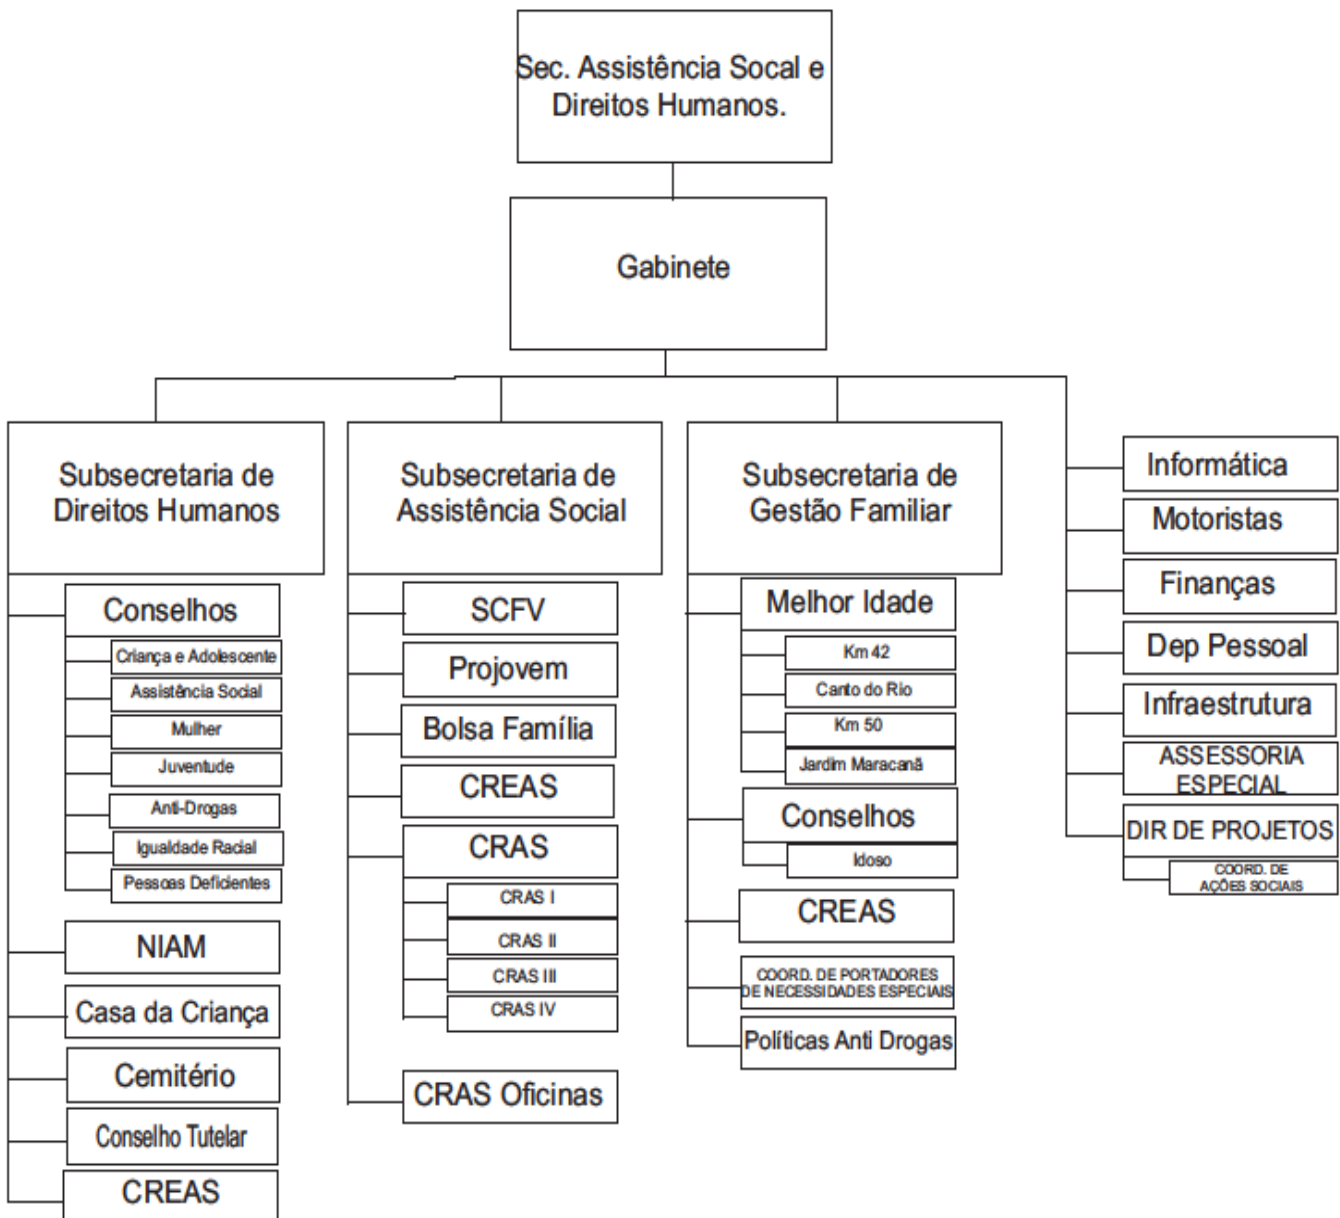 Sec. Assistência Socal e
Direitos Humanos.
Gabinete
Subsecretaria de
Direitos Humanos
Conselhos
Criança e Adolescente
Assistência Social
Mulher
Juventude
Anti-Drogas
Igualdade Racial
Pessoas Deficientes
NIAM
Casa da Criança
Cemitério
Conselho Tutelar
CREAS
Subsecretaria de
Assistência Social
SCFV
Projovem
Bolsa Família
CREAS
CRAS
CRAS I
CRAS II
CRAS III
CRAS IV
CRAS Oficinas
Subsecretaria de
Gestão Familiar
Melhor Idade
Km 42
Canto do Rio
Km 50
Jardim Maracanã
Conselhos
Idoso
CREAS
COORD. DE PORTADORES
DE NECESSIDADES ESPECIAIS
Políticas Anti Drogas
Informática
Motoristas
Finanças
Dep Pessoal
Infraestrutura
ASSESSORIA
ESPECIAL
DIR DE PROJETOS
COORD. DE
AÇÕES SOCIAIS